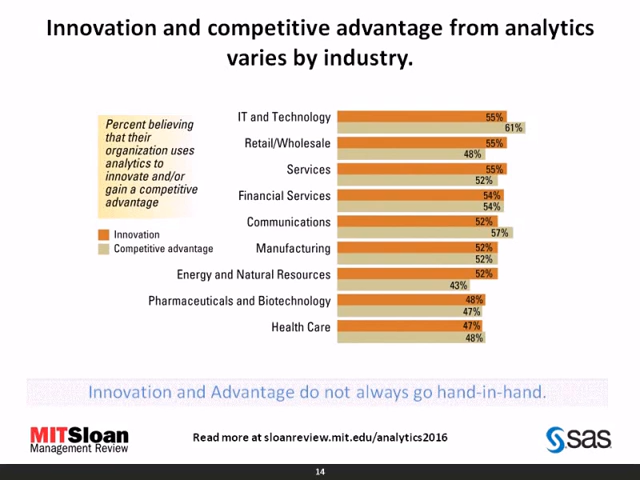 Innovation and competitive advantage from analytics
varies by industry.
Percent believing
that their
organization uses
analytics to
innovate and/or
gain a competitive
advantage
Innovation
Competitive advantage
IT and Technology
55%
61%
Retail/Wholesale
55%
48%
Services
55%
52%
Financial Services
54%
54%
Communications
52%
57%
Manufacturing
52%
52%
Energy and Natural Resources
52%
43%
Pharmaceuticals and Biotechnology
48%
47%
Health Care
47%
48%
Innovation and Advantage do not always go hand-in-hand.
MITSloan
Management Review
Read more at sloanreview.mit.edu/analytics2016
sas
14